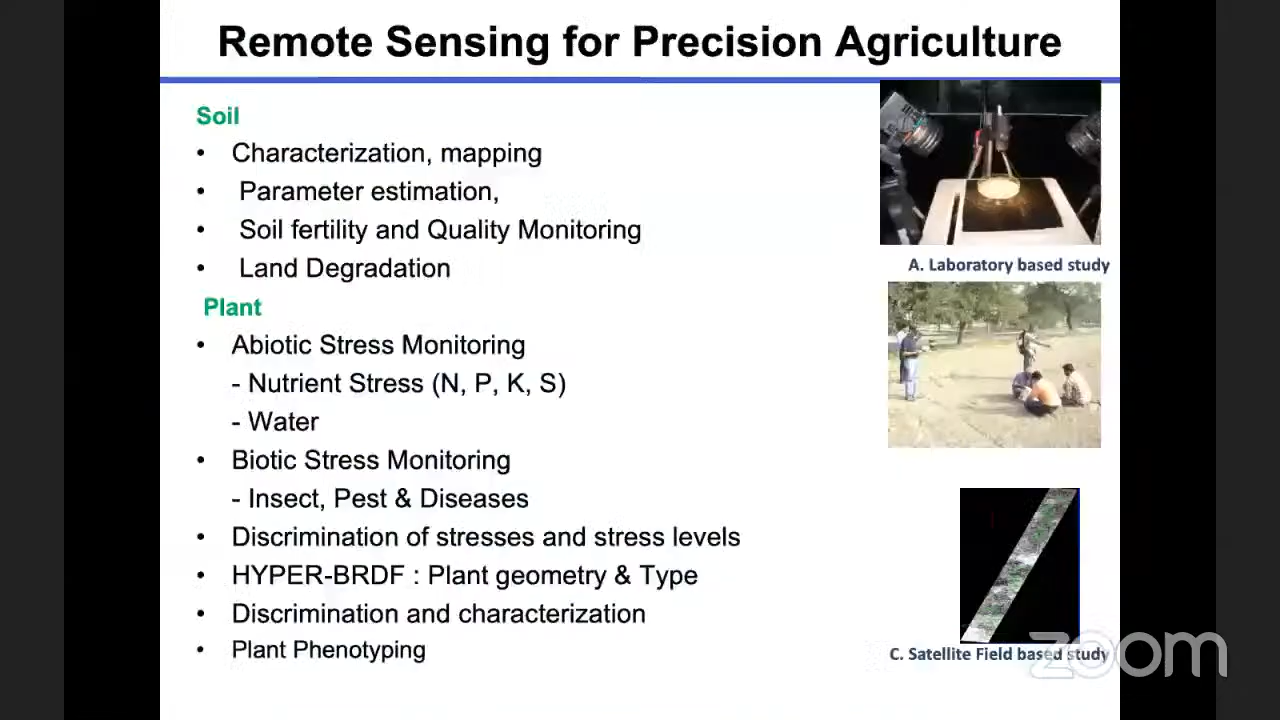 Remote Sensing for Precision Agriculture
Soil
• Characterization, mapping
• Parameter estimation,
• Soil fertility and Quality Monitoring
• Land Degradation
Plant
• Abiotic Stress Monitoring
- Nutrient Stress (N, P, K, S)
- Water
• Biotic Stress Monitoring
- Insect, Pest & Diseases
• Discrimination of stresses and stress levels
• HYPER-BRDF : Plant geometry & Type
• Discrimination and characterization
• Plant Phenotyping
A. Laboratory based study
C. Satellite Field based study
zoom